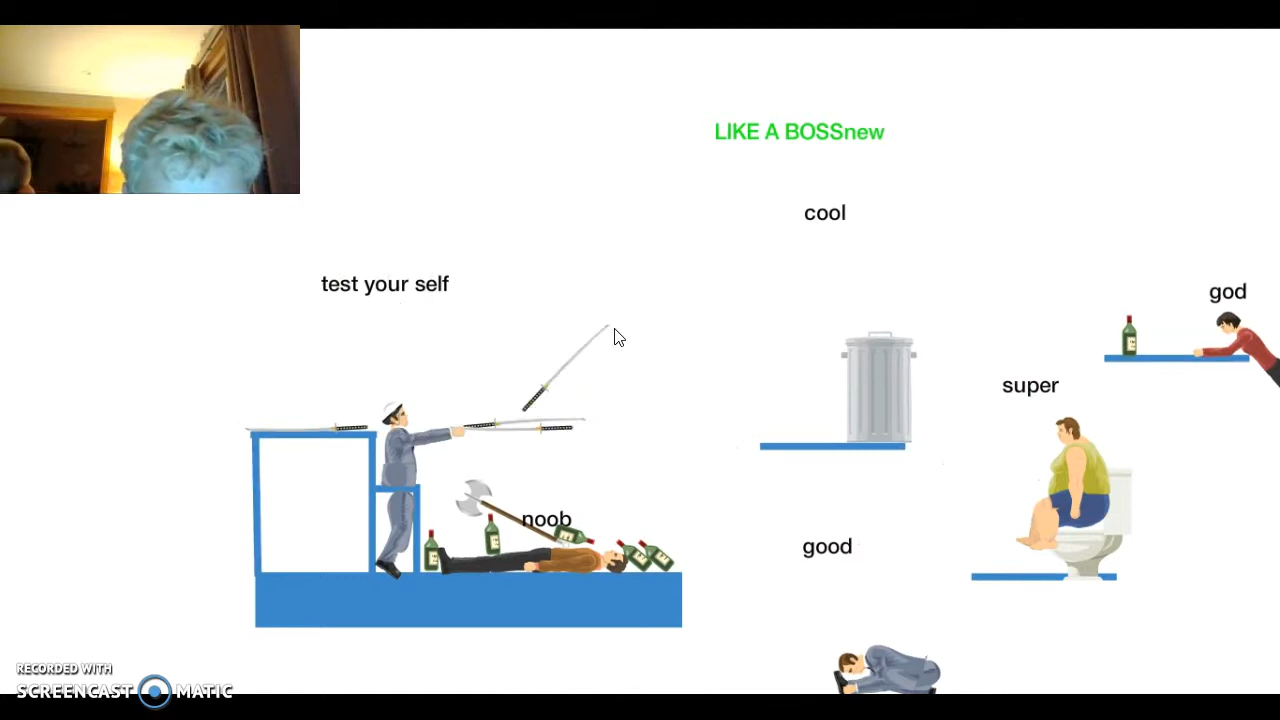 LIKE A BOSSnew
cool
test your self
god
super
noob
good
RECORDED WITH
SCREENCAST MATIC